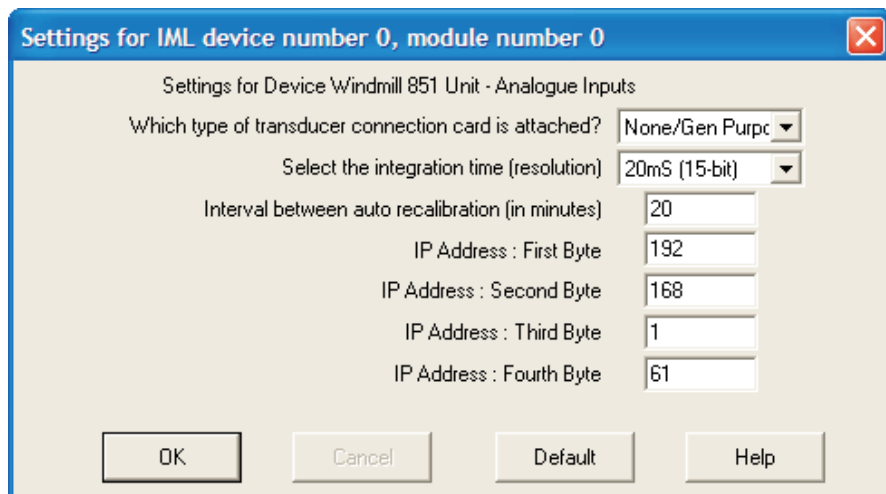 Settings for IML device number 0, module number 0
Settings for Device Windmill 851 Unit - Analogue Inputs
Which type of transducer connection card is attached? None/Gen Purpc
Select the integration time (resolution) 20mS (15-bit)
Interval between auto recalibration (in minutes) 20
IP Address : First Byte 192
IP Address : Second Byte 168
IP Address : Third Byte 1
IP Address : Fourth Byte 61
OK Cancel Default Help